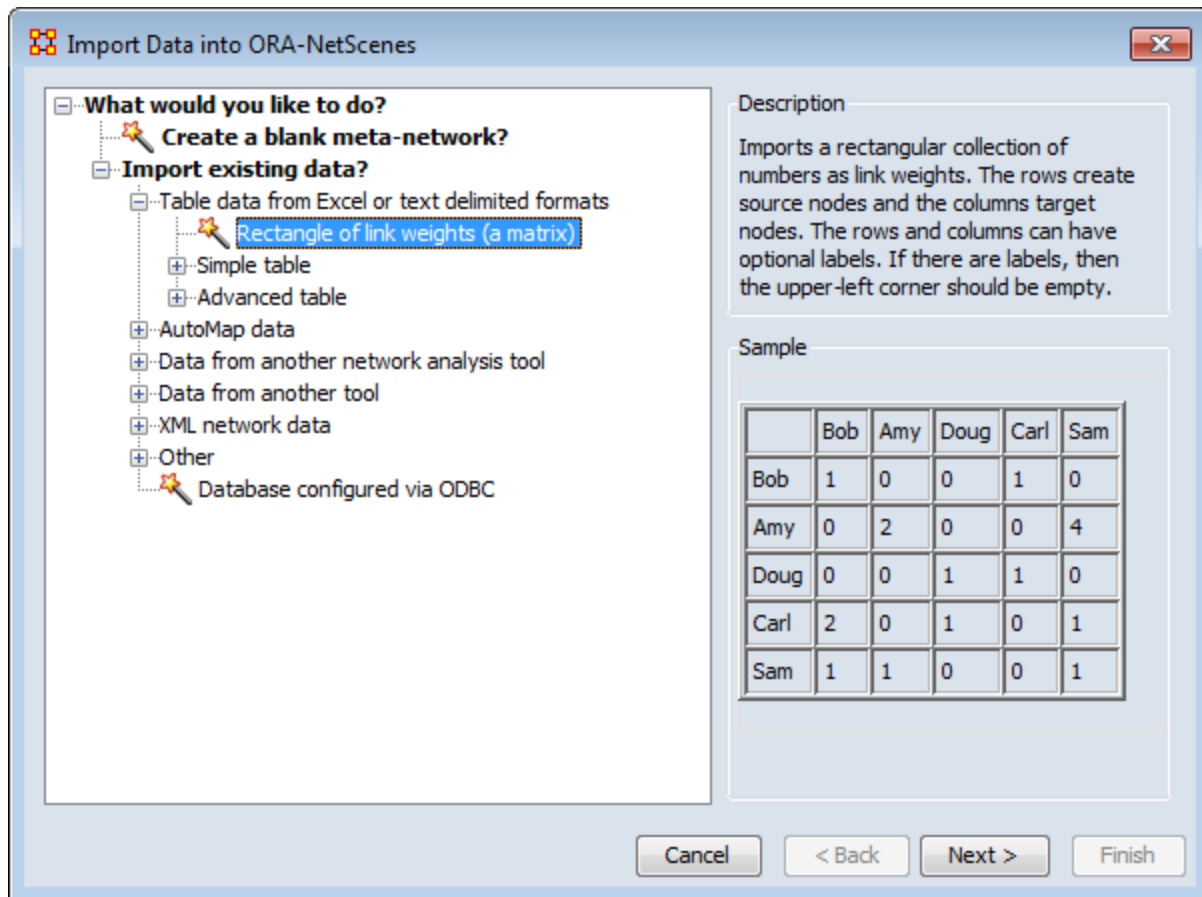 Import Data into ORA-NetScenes
What would you like to do?
Create a blank meta-network?
Import existing data?
Table data from Excel or text delimited formats
Rectangle of link weights (a matrix)
Simple table
Advanced table
AutoMap data
Data from another network analysis tool
Data from another tool
XML network data
Other
Database configured via ODBC
Description
Imports a rectangular collection of
numbers as link weights. The rows create
source nodes and the columns target
nodes. The rows and columns can have
optional labels. If there are labels, then
the upper-left corner should be empty.
Sample
Bob Amy Doug Carl Sam
Bob 1 0 0 1 0
Amy 0 2 0 0 4
Doug 0 0 1 1 0
Carl 2 0 1 0 1
Sam 1 1 0 0 1
Cancel < Back Next > Finish